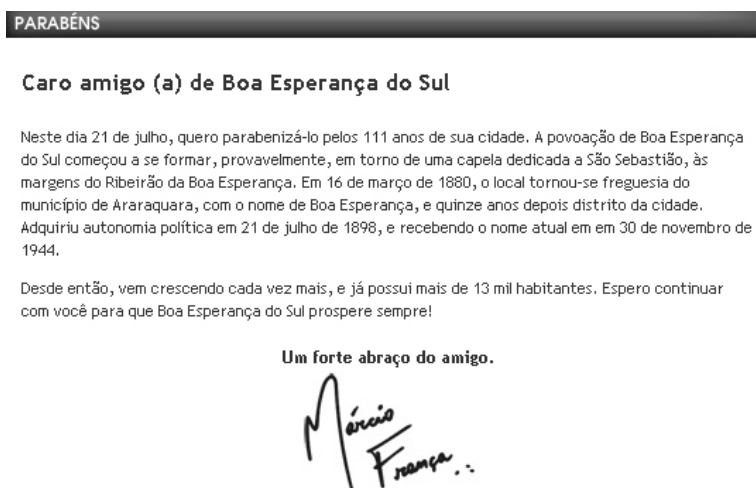 PARABÉNS
Caro amigo (a) de Boa Esperança do Sul
Neste dia 21 de julho, quero parabenizá-lo pelos 111 anos de sua cidade. A povoação de Boa Esperança
do Sul começou a se formar, provavelmente, em torno de uma capela dedicada a São Sebastião, às
margens do Ribeirão da Boa Esperança. Em 16 de março de 1880, o local tornou-se freguesia do
município de Araraquara, com o nome de Boa Esperança, e quinze anos depois distrito da cidade.
Adquiriu autonomia política em 21 de julho de 1898, e recebendo o nome atual em em 30 de novembro de
1944.
Desde então, vem crescendo cada vez mais, e já possui mais de 13 mil habitantes. Espero continuar
com você para que Boa Esperança do Sul prospere sempre!
Um forte abraço do amigo.
Márcio
França